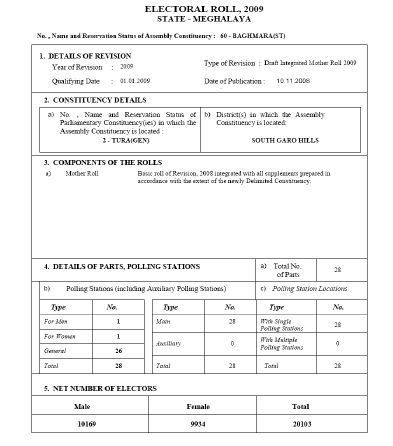 ELECTORAL ROLL, 2009
STATE - MEGHALAYA
No. , Name and Reservation Status of Assembly Constituency : 60 - BAGHMARA(ST)
1. DETAILS OF REVISION
Year of Revision : 2009
Type of Revision : Draft Integrated Mother Roll 2009
Qualifying Date : 01.01.2009
Date of Publication : 10.11.2008
2. CONSTITUENCY DETAILS
a) No. , Name and Reservation Status of
Parliamentary Constituency(ies) in which the
Assembly Constituency is located :
2 - TURA(GEN)
b) District(s) in which the Assembly
Constituency is located:
SOUTH GARO HILLS
3. COMPONENTS OF THE ROLLS
a) Mother Roll Basic roll of Revision, 2008 integrated with all supplements prepared in
accordance with the extent of the newly Delimited Constituency.
4. DETAILS OF PARTS, POLLING STATIONS
a) Total No. of Parts 28
b) Polling Stations (including Auxiliary Polling Stations)
c) Polling Station Locations
Type No. Type No. Type No.
For Men 1 Main 28 With Single Polling Stations 28
For Women 1
General 26 Auxiliary 0 With Multiple Polling Stations 0
Total 28 Total 28 Total 28
5. NET NUMBER OF ELECTORS
Male Female Total
10169 9934 20103